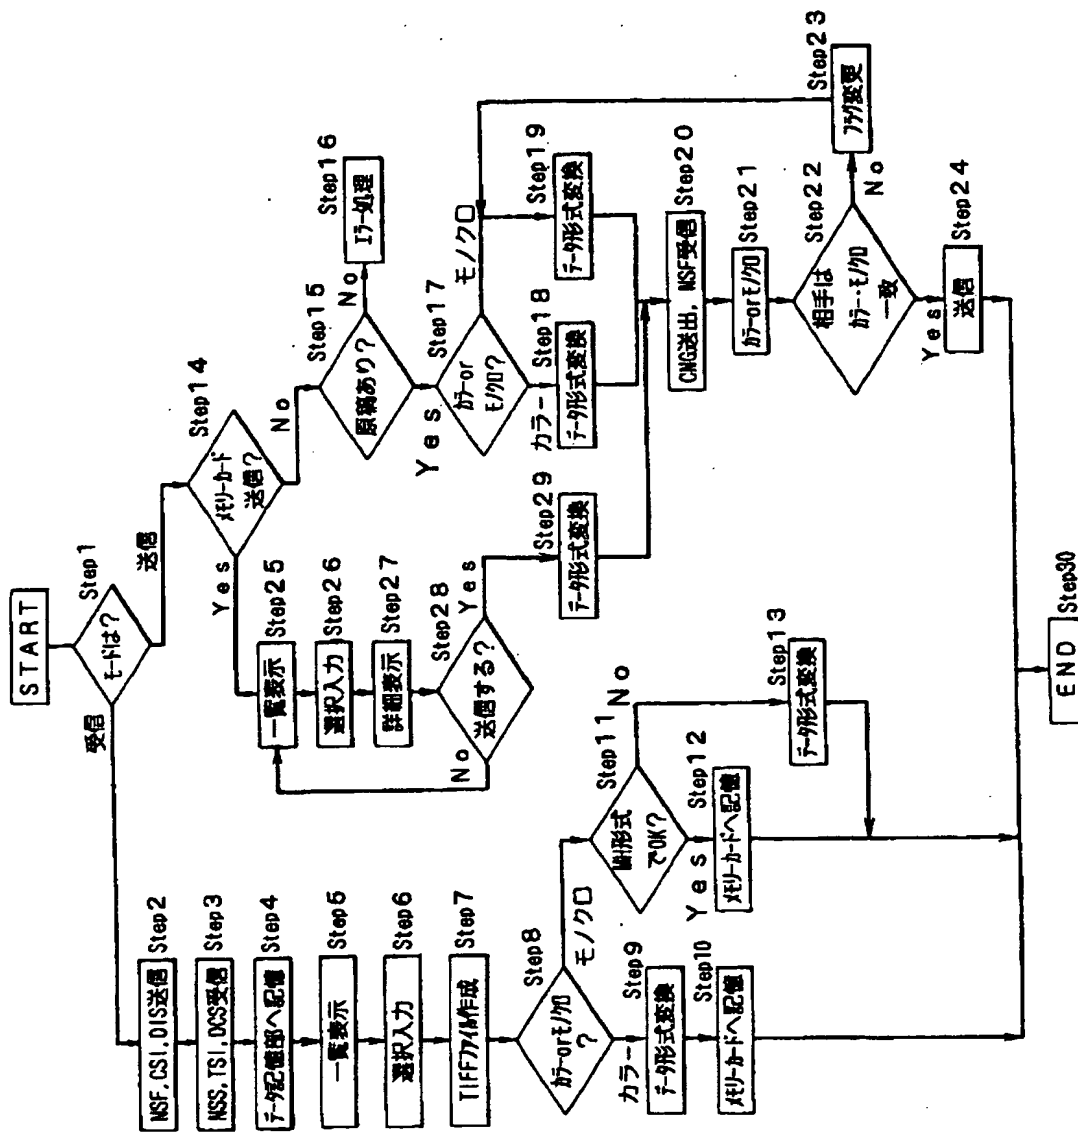 START
モードは?
Step1
受信
送信
NSF,CSI,DIS送信
Step2
NSS,TSI,DCS受信
Step3
データ記憶部へ記憶
Step4
一覧表示
Step5
選択入力
Step6
TIFFファイル作成
Step7
カラーorモノクロ
?
Step8
カラー
モノクロ
データ形式変換
Step9
メモリーカードへ記憶
Step10
MH形式
でOK?
Step11
Yes
No
メモリーカードへ記憶
Step12
データ形式変換
Step13
メモリーカード
送信?
Step14
Yes
No
原稿あり?
Step15
No
Yes
エラー処理
Step16
カラーor
モノクロ?
Step17
カラー
モノクロ
データ形式変換
Step18
データ形式変換
Step19
CNG送出,NSF受信
Step20
カラーorモノクロ
Step21
相手は
カラー・モノクロ
一致
Step22
Yes
No
フラグ変更
Step23
送信
Step24
一覧表示
Step25
選択入力
Step26
詳細表示
Step27
送信する?
Step28
No
Yes
データ形式変換
Step29
END
Step30